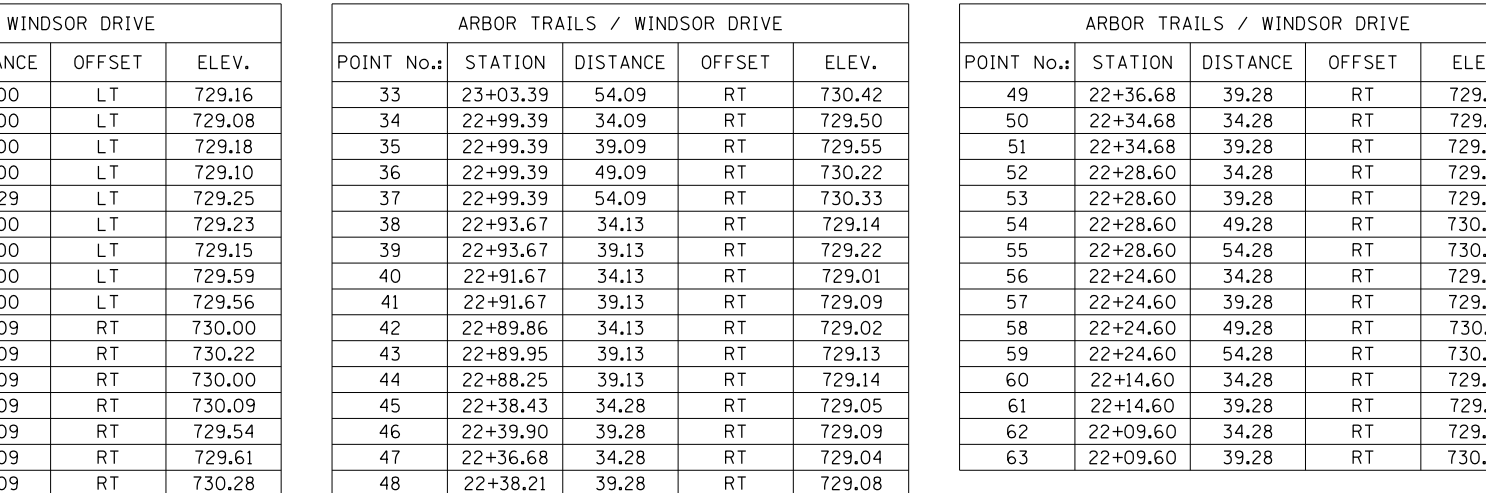 WINDSOR DRIVE
OFFSET ELEV.
LT 729.16
LT 729.08
LT 729.18
LT 729.10
LT 729.25
LT 729.23
LT 729.15
LT 729.59
LT 729.56
RT 730.00
RT 730.22
RT 730.00
RT 730.09
RT 729.54
RT 729.61
RT 730.28
ARBOR TRAILS / WINDSOR DRIVE
POINT No.: STATION DISTANCE OFFSET ELEV.
33 23+03.39 54.09 RT 730.42
34 22+99.39 34.09 RT 729.50
35 22+99.39 39.09 RT 729.55
36 22+99.39 49.09 RT 730.22
37 22+99.39 54.09 RT 730.33
38 22+93.67 34.13 RT 729.14
39 22+93.67 39.13 RT 729.22
40 22+91.67 34.13 RT 729.01
41 22+91.67 39.13 RT 729.09
42 22+89.86 34.13 RT 729.02
43 22+89.95 39.13 RT 729.13
44 22+88.25 39.13 RT 729.14
45 22+38.43 34.28 RT 729.05
46 22+39.90 39.28 RT 729.09
47 22+36.68 34.28 RT 729.04
48 22+38.21 39.28 RT 729.08
ARBOR TRAILS / WINDSOR DRIVE
POINT No.: STATION DISTANCE OFFSET
49 22+36.68 39.28 RT 729.
50 22+34.68 34.28 RT 729.
51 22+34.68 39.28 RT 729.
52 22+28.60 34.28 RT 729.
53 22+28.60 39.28 RT 729.
54 22+28.60 49.28 RT 730.
55 22+28.60 54.28 RT 730.
56 22+24.60 34.28 RT 729.
57 22+24.60 39.28 RT 729.
58 22+24.60 49.28 RT 730.
59 22+24.60 54.28 RT 730.
60 22+14.60 34.28 RT 729.
61 22+14.60 39.28 RT 729.
62 22+09.60 34.28 RT 729.
63 22+09.60 39.28 RT 730.